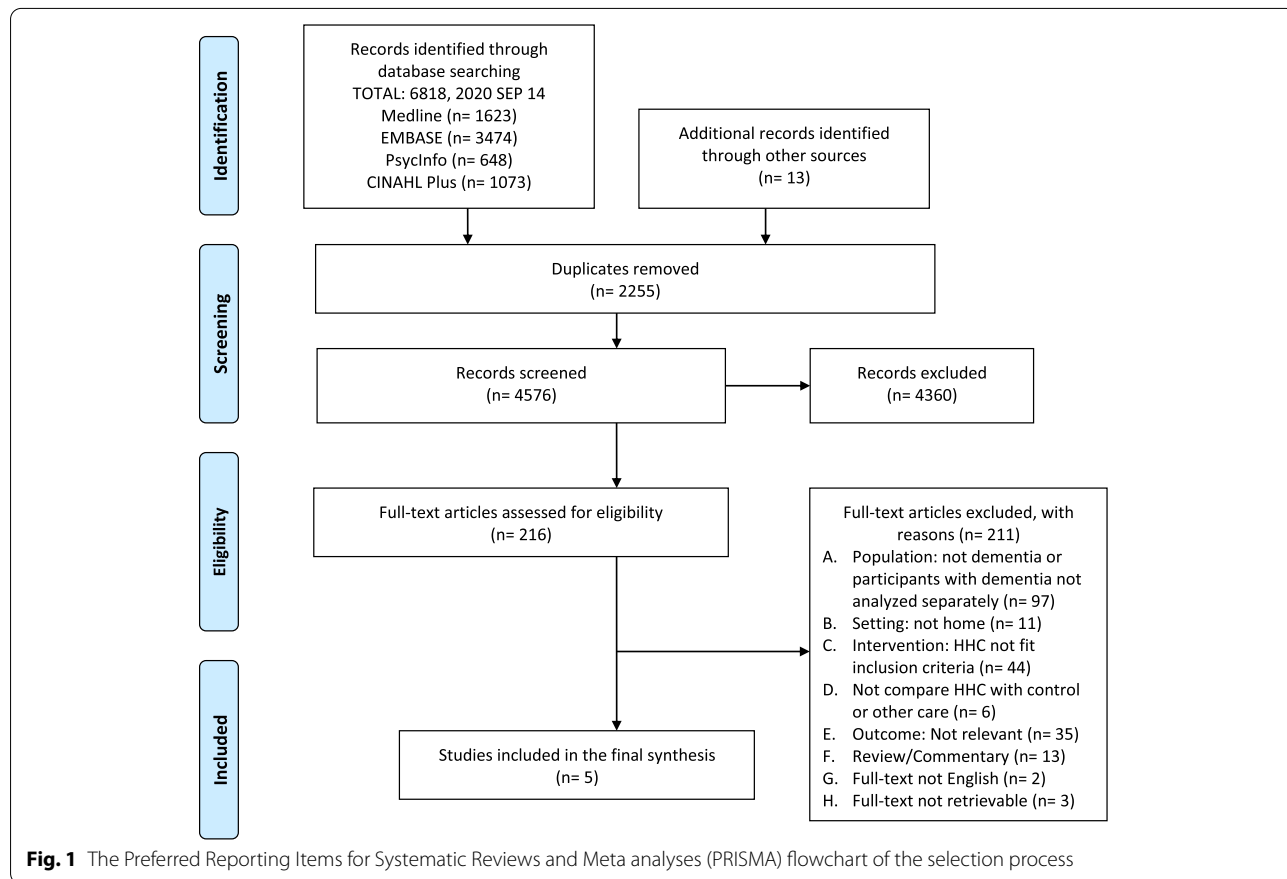 Identification
Records identified through
database searching
TOTAL: 6818, 2020 SEP 14
Medline (n= 1623)
EMBASE (n= 3474)
PsycInfo (n= 648)
CINAHL Plus (n= 1073)
Additional records identified
through other sources
(n= 13)
Screening
Duplicates removed
(n= 2255)
Records screened
(n= 4576)
Records excluded
(n= 4360)
Eligibility
Full-text articles assessed for eligibility
(n= 216)
Full-text articles excluded, with
reasons (n= 211)
A. Population: not dementia or
participants with dementia not
analyzed separately (n= 97)
B. Setting: not home (n= 11)
C. Intervention: HHC not fit
inclusion criteria (n= 44)
D. Not compare HHC with control
or other care (n= 6)
E. Outcome: Not relevant (n= 35)
F. Review/Commentary (n= 13)
G. Full-text not English (n= 2)
H. Full-text not retrievable (n= 3)
Included
Studies included in the final synthesis
(n= 5)
Fig. 1 The Preferred Reporting Items for Systematic Reviews and Meta analyses (PRISMA) flowchart of the selection process